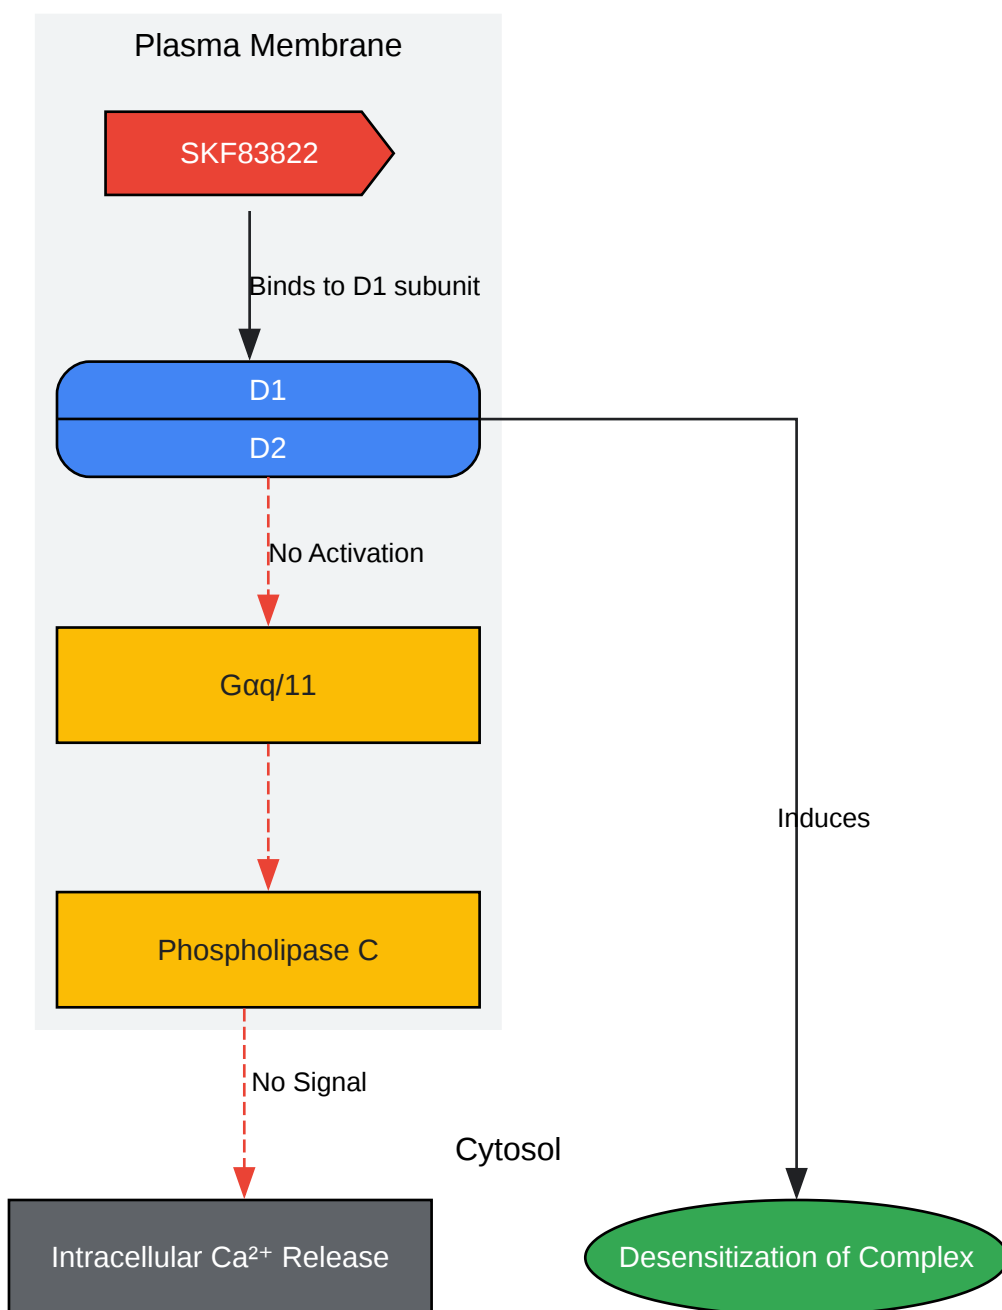 Plasma Membrane
SKF83822
Binds to D1 subunit
D1
D2
No Activation
Gαq/11
Induces
Phospholipase C
No Signal
Cytosol
Intracellular Ca²⁺ Release
Desensitization of Complex